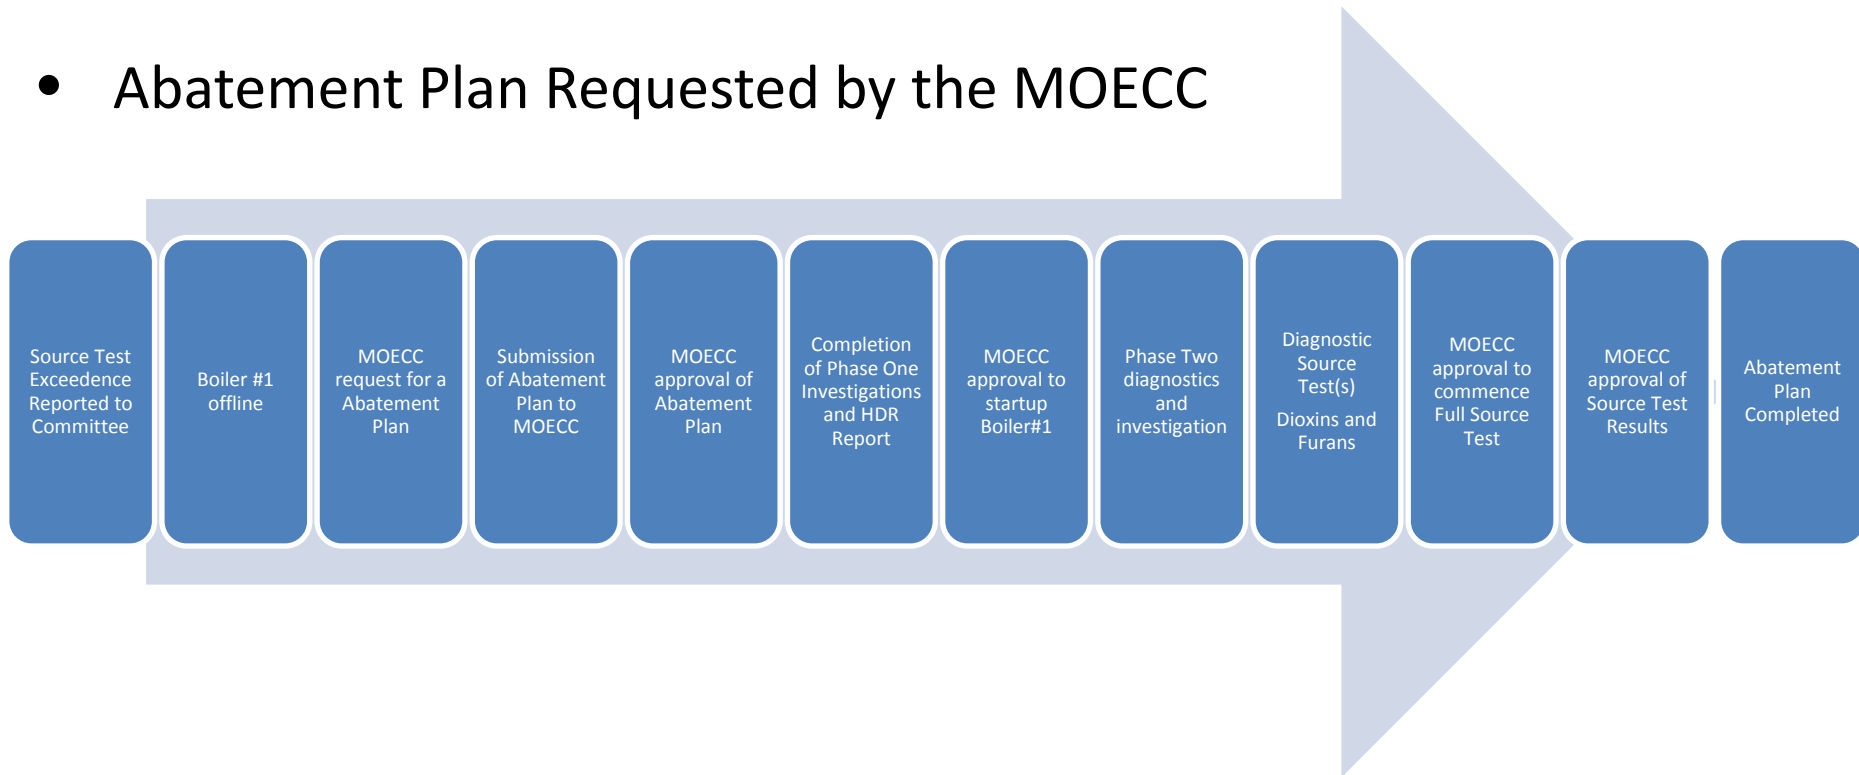 • Abatement Plan Requested by the MOECC
Source Test
Exceedence
Reported to
Committee
Boiler #1
offline
MOECC
request for a
Abatement
Plan
Submission
of Abatement
Plan to
MOECC
MOECC
approval of
Abatement
Plan
Completion
of Phase One
Investigations
and HDR
Report
MOECC
approval to
startup
Boiler#1
Phase Two
diagnostics
and
investigation
Diagnostic
Source
Test(s)
Dioxins and
Furans
MOECC
approval to
commence
Full Source
Test
MOECC
approval of
Source Test
Results
Abatement
Plan
Completed